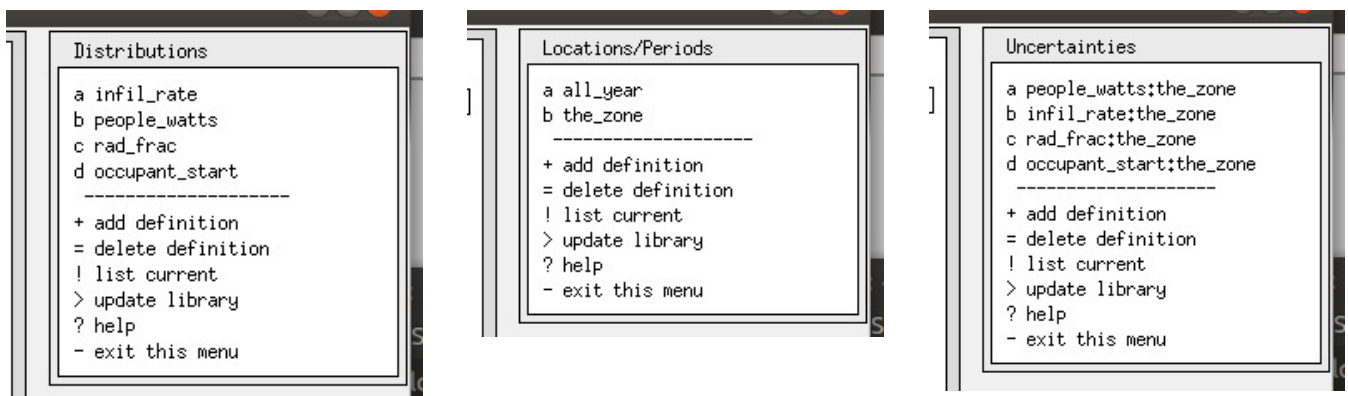 Distributions
a infil_rate
b people_watts
c rad_frac
d occupant_start
--------------------
+ add definition
= delete definition
! list current
> update library
? help
- exit this menu
Locations/Periods
a all_year
b the_zone
--------------------
+ add definition
= delete definition
! list current
> update library
? help
- exit this menu
Uncertainties
a people_watts:the_zone
b infil_rate:the_zone
c rad_frac:the_zone
d occupant_start:the_zone
--------------------
+ add definition
= delete definition
! list current
> update library
? help
- exit this menu